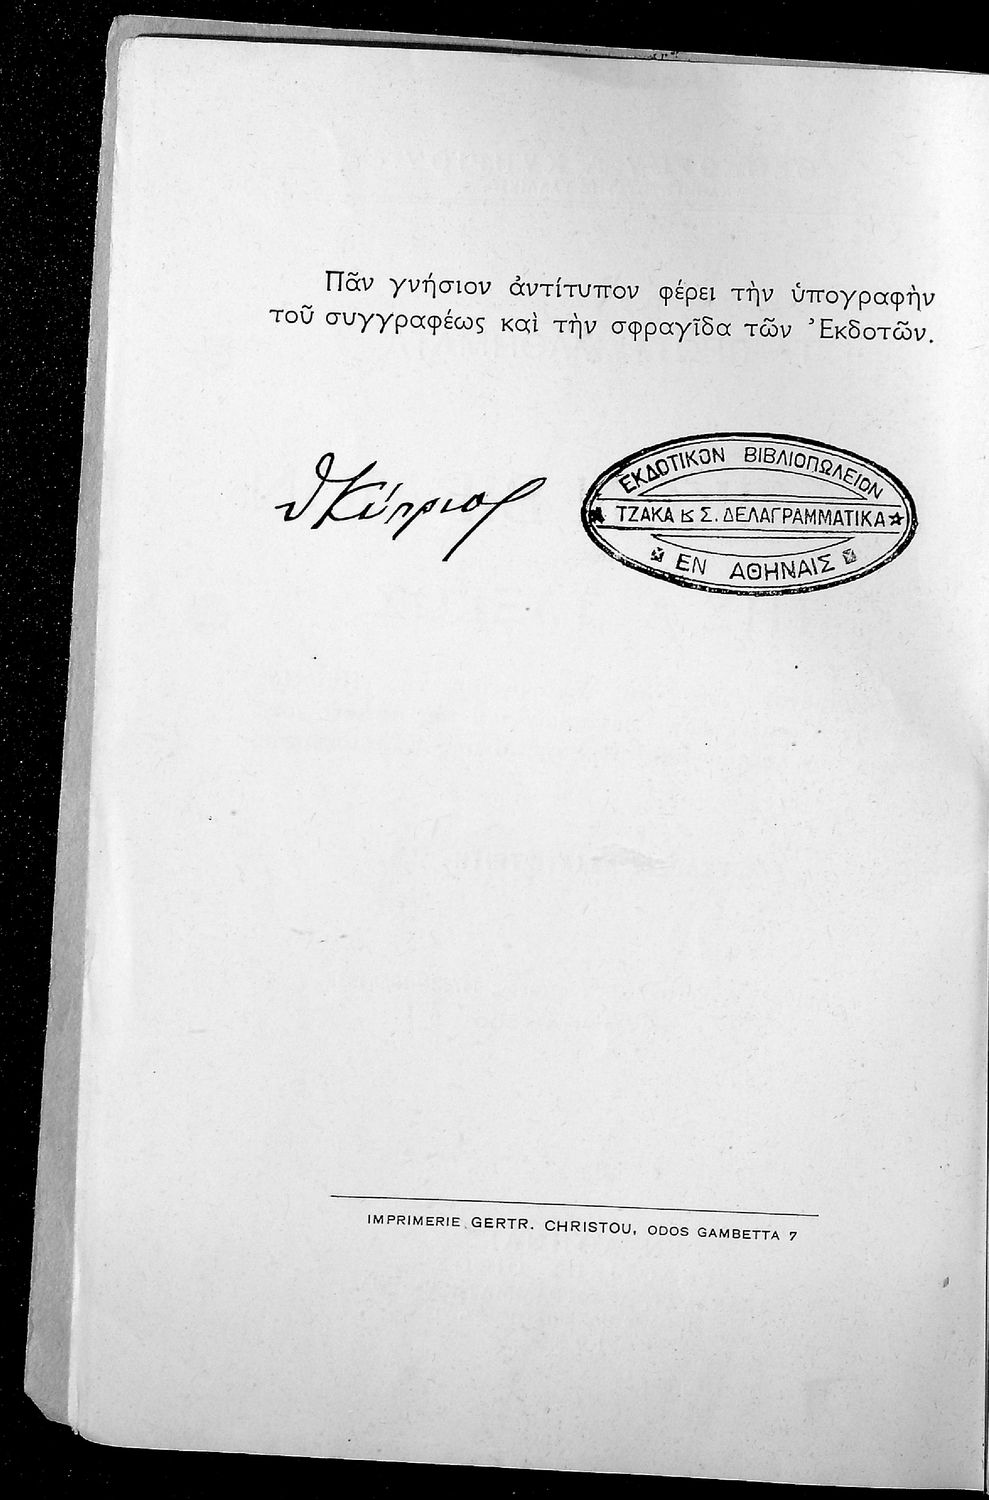 Πᾶν γνήσιον ἀντίτυπον φέρει τὴν ὑπογραφὴν
τοῦ συγγραφέως καὶ τὴν σφραγῖδα τῶν Ἐκδοτῶν.
θ Κύπριος
ΕΚΔΟΤΙΚΟΝ ΒΙΒΛΙΟΠΩΛΕΙΟΝ
ΤΖΑΚΑ ϗ Σ. ΔΕΛΑΓΡΑΜΜΑΤΙΚΑ
ΕΝ ΑΘΗΝΑΙΣ
IMPRIMERIE GERTR. CHRISTOU, ODOS GAMBETTA 7